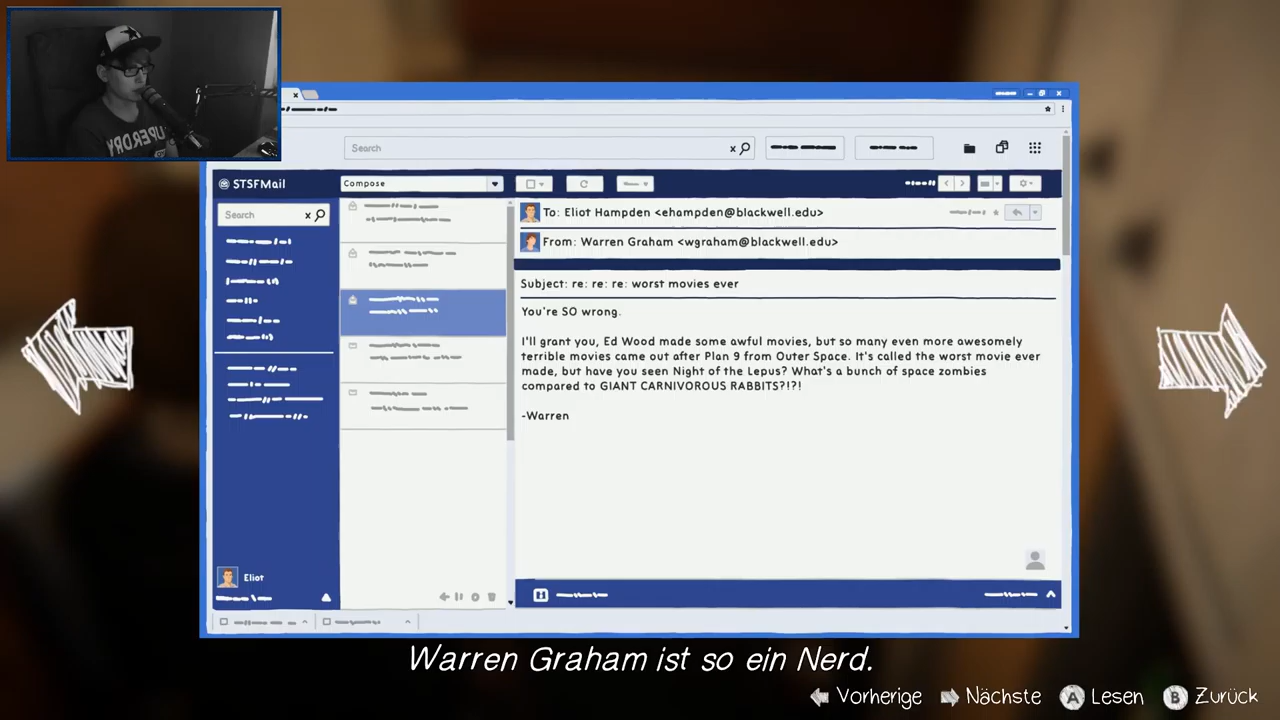 SUPERDRY
Search
STSFMail
Compose
Search
To: Eliot Hampden <ehampden@blackwell.edu>
From: Warren Graham <wgraham@blackwell.edu>
Subject: re: re: re: worst movies ever
You're SO wrong.
I'll grant you, Ed Wood made some awful movies, but so many even more awesomely
terrible movies came out after Plan 9 from Outer Space. It's called the worst movie ever
made, but have you seen Night of the Lepus? What's a bunch of space zombies
compared to GIANT CARNIVOROUS RABBITS?!?!
-Warren
Eliot
Warren Graham ist so ein Nerd.
Vorherige
Nächste
A Lesen
B Zurück